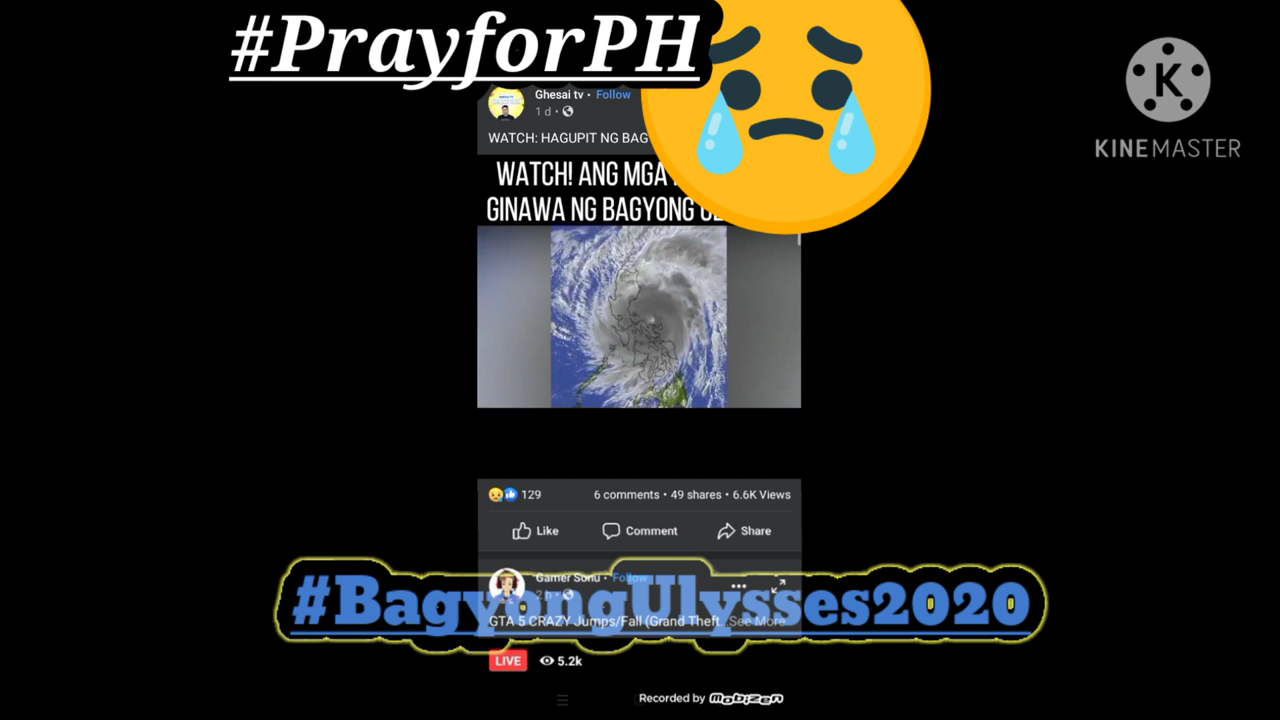 #PrayforPH
K
KINEMASTER
Ghesai tv • Follow
1 d •
WATCH: HAGUPIT NG BAG
WATCH! ANG MGA
GINAWA NG BAGYONG
129
6 comments • 49 shares • 6.6K Views
Like
Comment
Share
#BagyongUlysses2020
Gamer Sonu • Follow
2 h •
GTA 5 CRAZY Jumps/Fall (Grand Theft... See More
LIVE
5.2k
Recorded by Mobizen